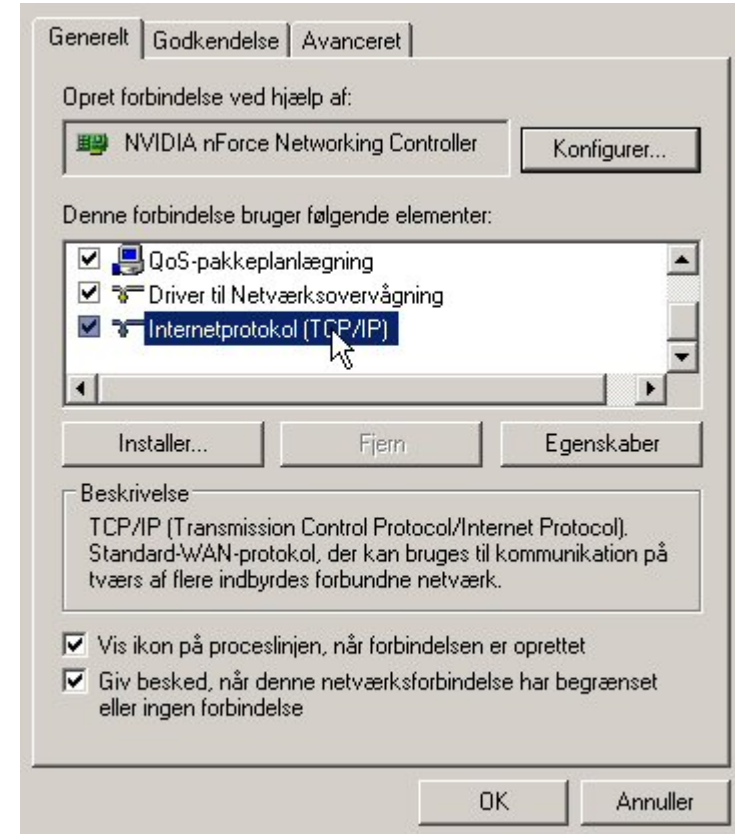 Generelt Godkendelse Avanceret
Opret forbindelse ved hjælp af:
NVIDIA nForce Networking Controller Konfigurer...
Denne forbindelse bruger følgende elementer:
QoS-pakkeplanlægning
Driver til Netværksovervågning
Internetprotokol (TCP/IP)
Installer... Fjern Egenskaber
Beskrivelse
TCP/IP (Transmission Control Protocol/Internet Protocol).
Standard-WAN-protokol, der kan bruges til kommunikation på
tværs af flere indbyrdes forbundne netværk.
Vis ikon på proceslinjen, når forbindelsen er oprettet
Giv besked, når denne netværksforbindelse har begrænset
eller ingen forbindelse
OK Annuller